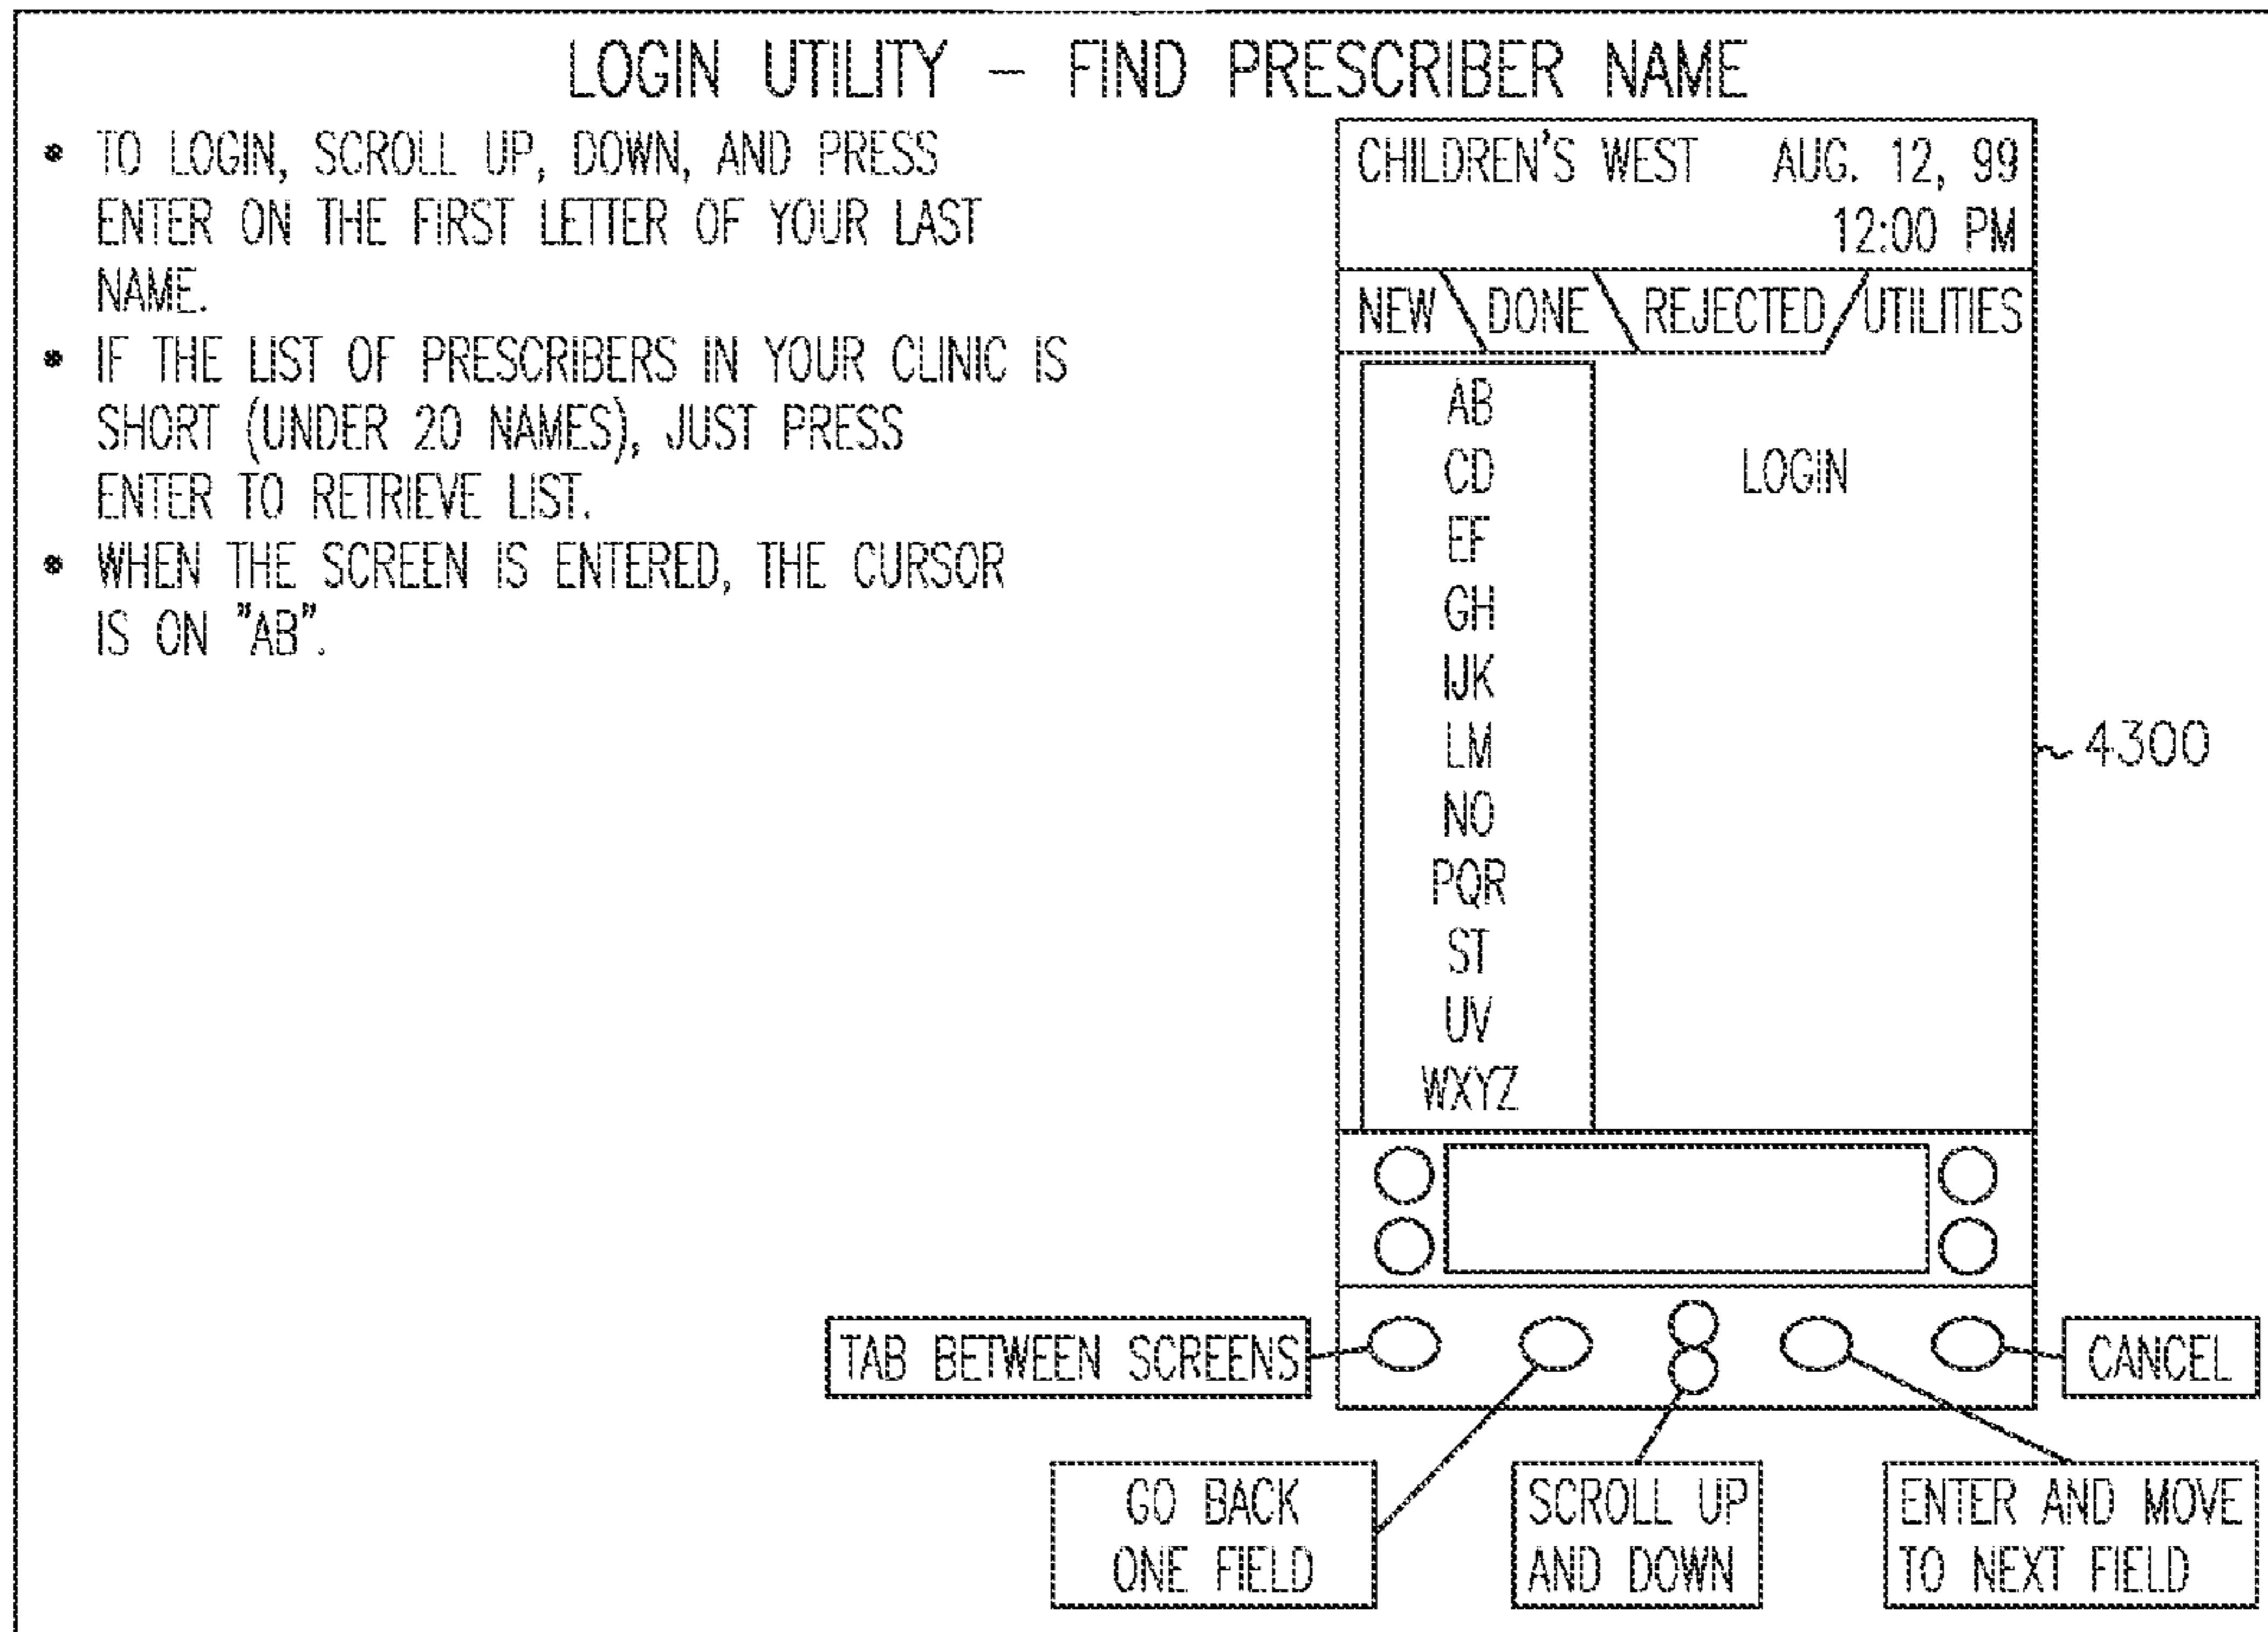 LOGIN UTILITY – FIND PRESCRIBER NAME
• TO LOGIN, SCROLL UP, DOWN, AND PRESS
ENTER ON THE FIRST LETTER OF YOUR LAST
NAME.
• IF THE LIST OF PRESCRIBERS IN YOUR CLINIC IS
SHORT (UNDER 20 NAMES), JUST PRESS
ENTER TO RETRIEVE LIST.
• WHEN THE SCREEN IS ENTERED, THE CURSOR
IS ON "AB".
CHILDREN'S WEST AUG. 12, 99
12:00 PM
NEW DONE REJECTED UTILITIES
AB
CD
EF
GH
IJK
LM
NO
PQR
ST
UV
WXYZ
LOGIN
4300
TAB BETWEEN SCREENS
CANCEL
GO BACK
ONE FIELD
SCROLL UP
AND DOWN
ENTER AND MOVE
TO NEXT FIELD